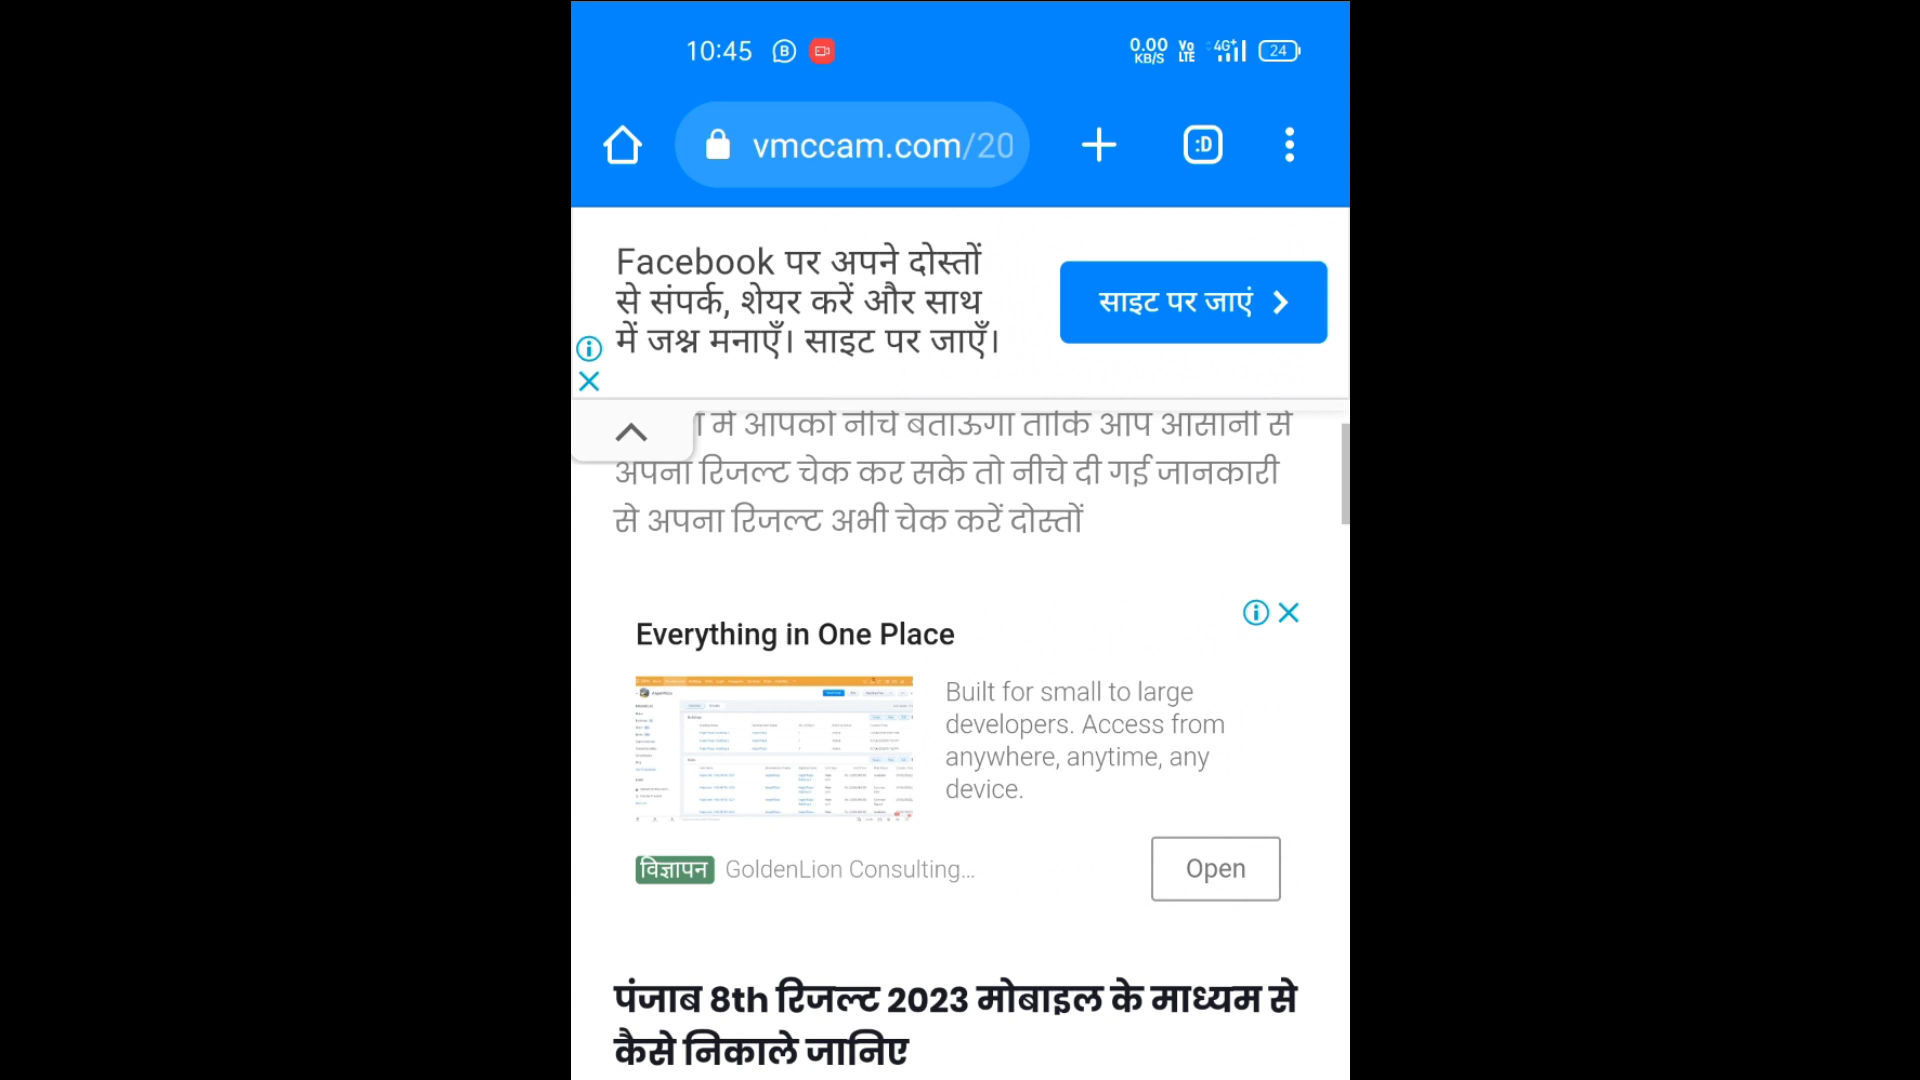 10:45
0.00
KB/S
Vo
LTE
4G+
24
vmccam.com/20
:D
Facebook पर अपने दोस्तों
से संपर्क, शेयर करें और साथ
में जश्न मनाएँ। साइट पर जाएँ।
साइट पर जाएं
में आपको नीचे बताऊंगा ताकि आप आसानी से
अपना रिजल्ट चेक कर सके तो नीचे दी गई जानकारी
से अपना रिजल्ट अभी चेक करें दोस्तों
Everything in One Place
Built for small to large
developers. Access from
anywhere, anytime, any
device.
विज्ञापन GoldenLion Consulting...
Open
पंजाब 8th रिजल्ट 2023 मोबाइल के माध्यम से
कैसे निकाले जानिए